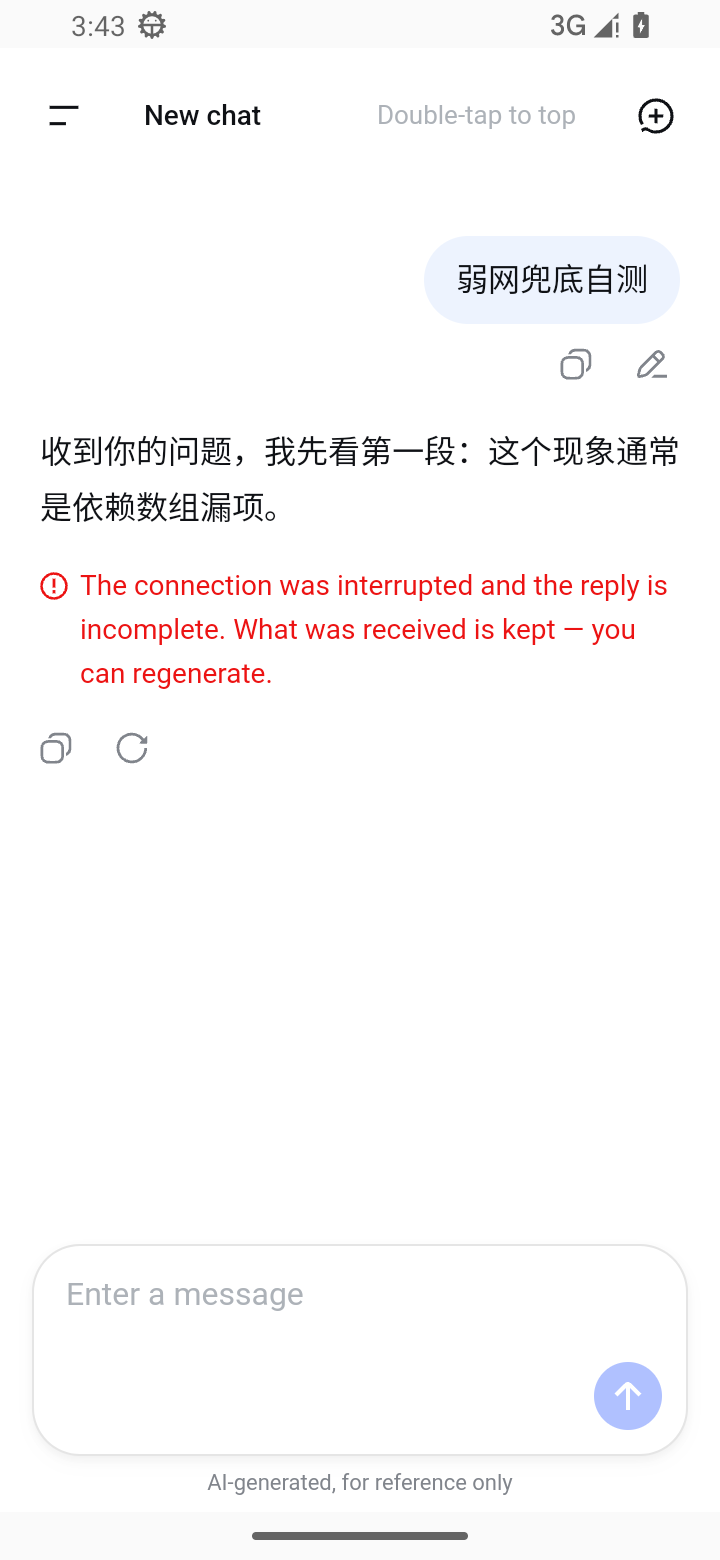 3:43
3G
New chat
Double-tap to top
弱网兜底自测
收到你的问题，我先看第一段：这个现象通常
是依赖数组漏项。
The connection was interrupted and the reply is
incomplete. What was received is kept — you
can regenerate.
Enter a message
AI-generated, for reference only